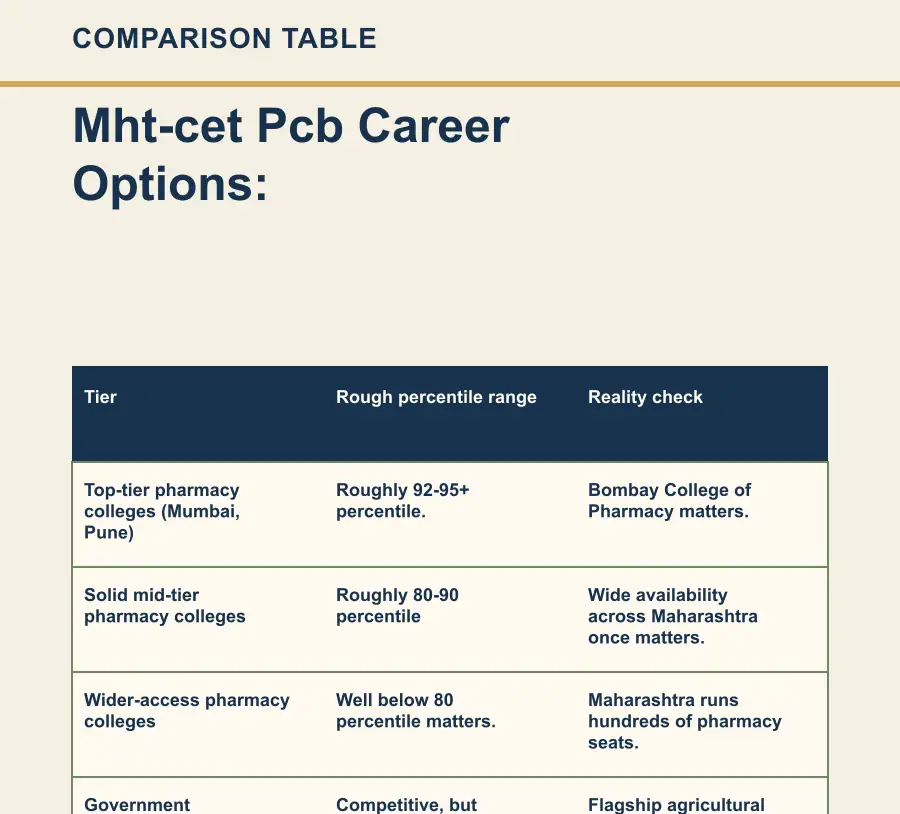 COMPARISON TABLE
Mht-cet Pcb Career
Options:
Tier
Rough percentile range
Reality check
Top-tier pharmacy
colleges (Mumbai,
Pune)
Roughly 92-95+
percentile.
Bombay College of
Pharmacy matters.
Solid mid-tier
pharmacy colleges
Roughly 80-90
percentile
Wide availability
across Maharashtra
once matters.
Wider-access pharmacy
colleges
Well below 80
percentile matters.
Maharashtra runs
hundreds of pharmacy
seats.
Government
Competitive, but
Flagship agricultural